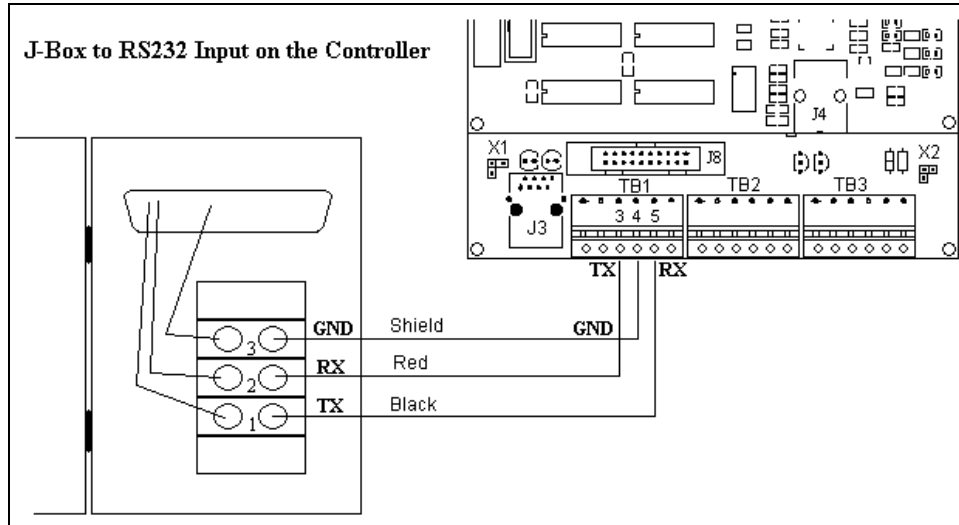 J-Box to RS232 Input on the Controller
J4
X1
J8
X2
TB1
TB2
TB3
3 4 5
J3
TX
RX
GND
Shield
GND
3
RX
Red
2
TX
Black
1